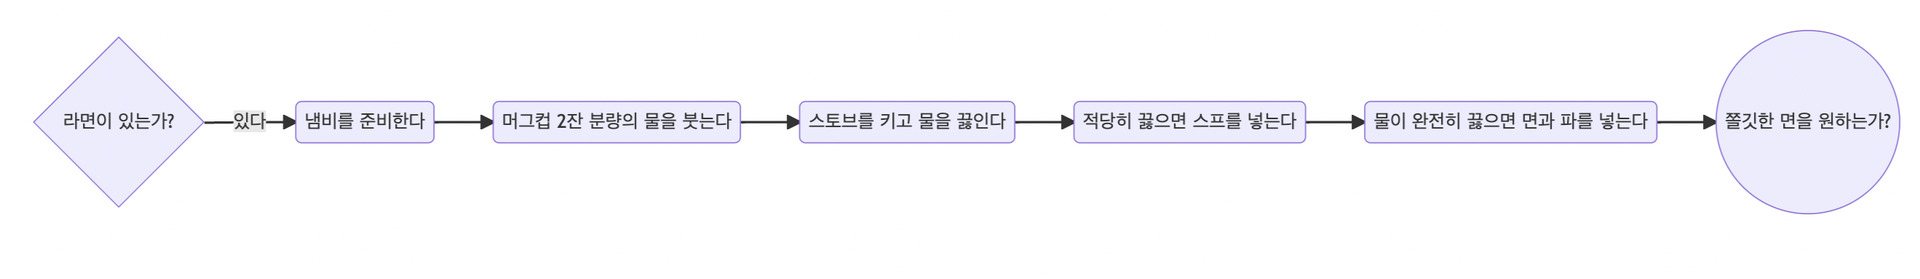 라면이 있는가?
있다
냄비를 준비한다
머그컵 2잔 분량의 물을 붓는다
스토브를 키고 물을 끓인다
적당히 끓으면 스프를 넣는다
물이 완전히 끓으면 면과 파를 넣는다
쫄깃한 면을 원하는가?